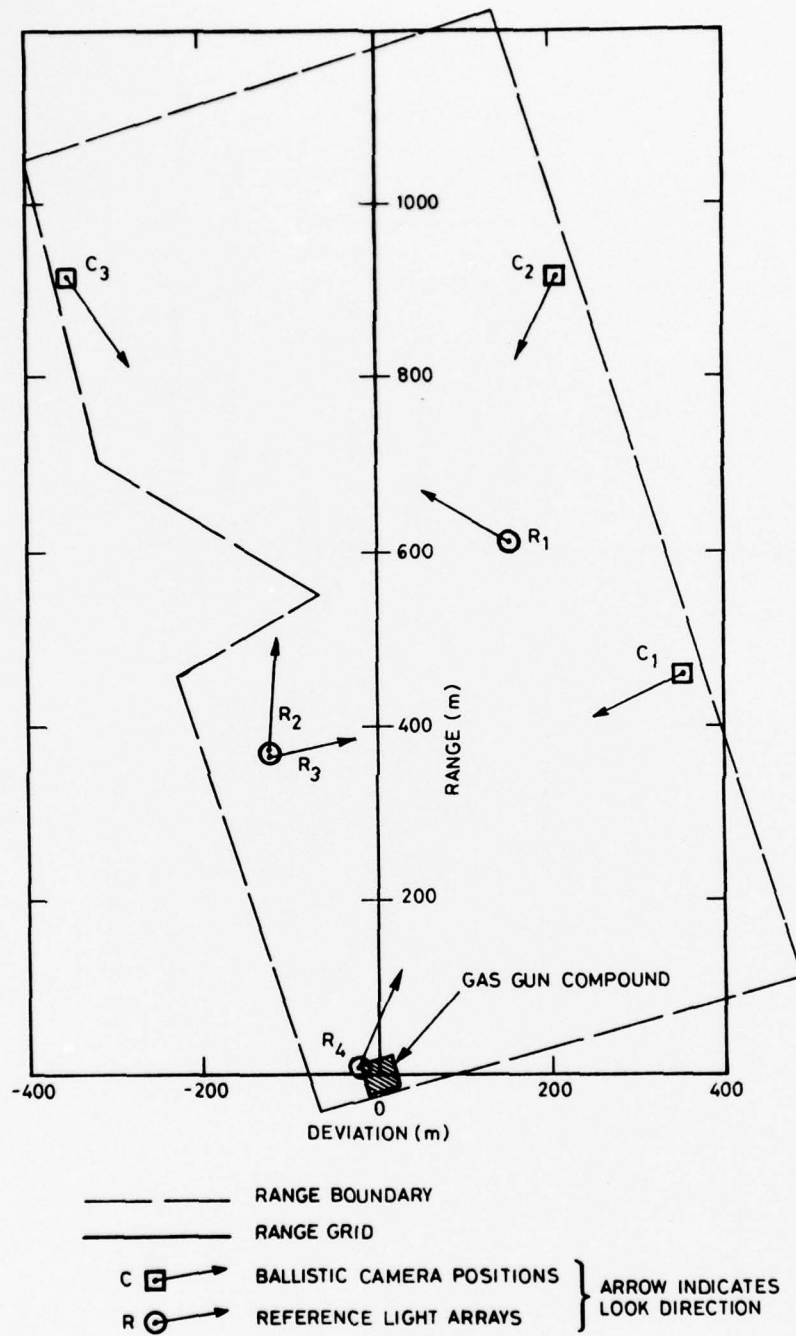 1000
C3
C2
800
R1
600
C1
R2
400
R3
RANGE (m)
200
GAS GUN COMPOUND
R4
-400
-200
0
200
400
DEVIATION (m)
RANGE BOUNDARY
RANGE GRID
C
BALLISTIC CAMERA POSITIONS
R
REFERENCE LIGHT ARRAYS
ARROW INDICATES
LOOK DIRECTION